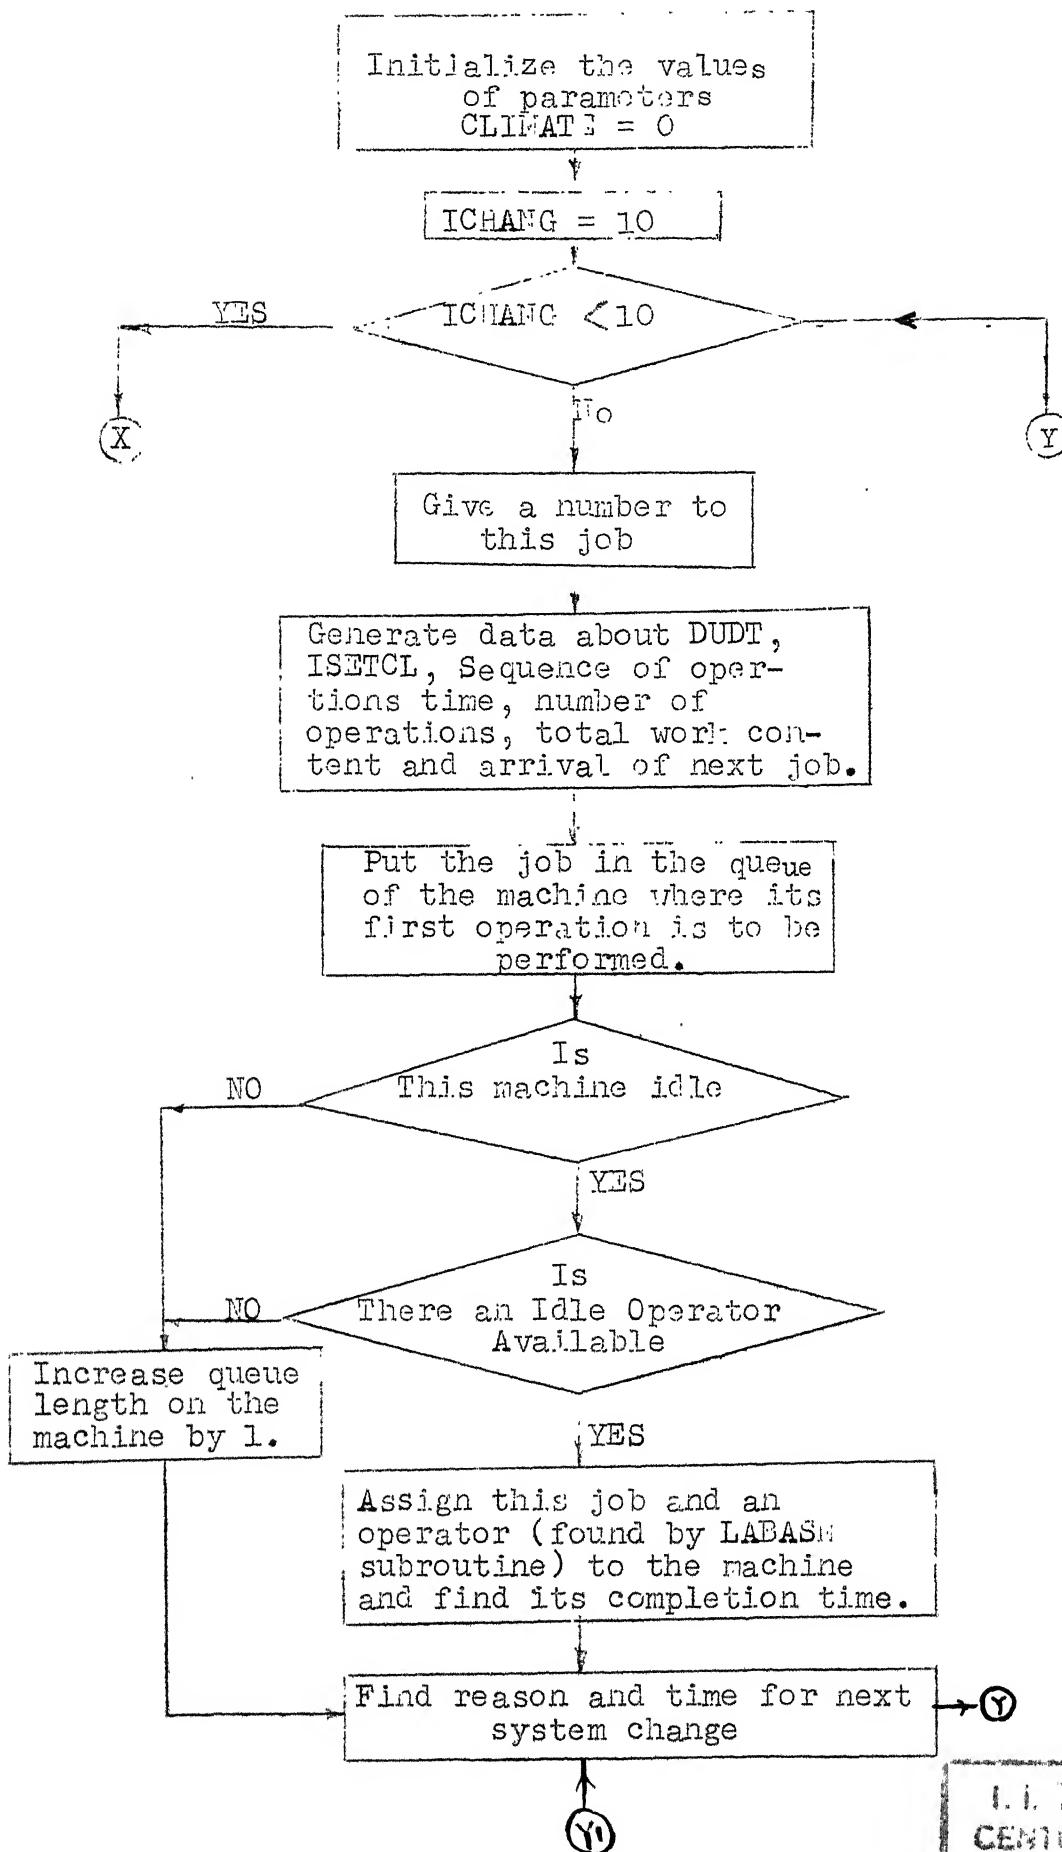 Initialize the values
of parameters
CLIMATE = 0
ICHANG = 10
YES
ICHANG < 10
X
No
Y
Give a number to
this job
Generate data about DUDT,
ISETCL, Sequence of oper-
tions time, number of
operations, total work con-
tent and arrival of next job.
Put the job in the queue
of the machine where its
first operation is to be
performed.
Is
This machine idle
NO
YES
Is
There an Idle Operator
Available
NO
Increase queue
length on the
machine by 1.
YES
Assign this job and an
operator (found by LABASN
subroutine) to the machine
and find its completion time.
Find reason and time for next
system change
Y
Y1
I. I.